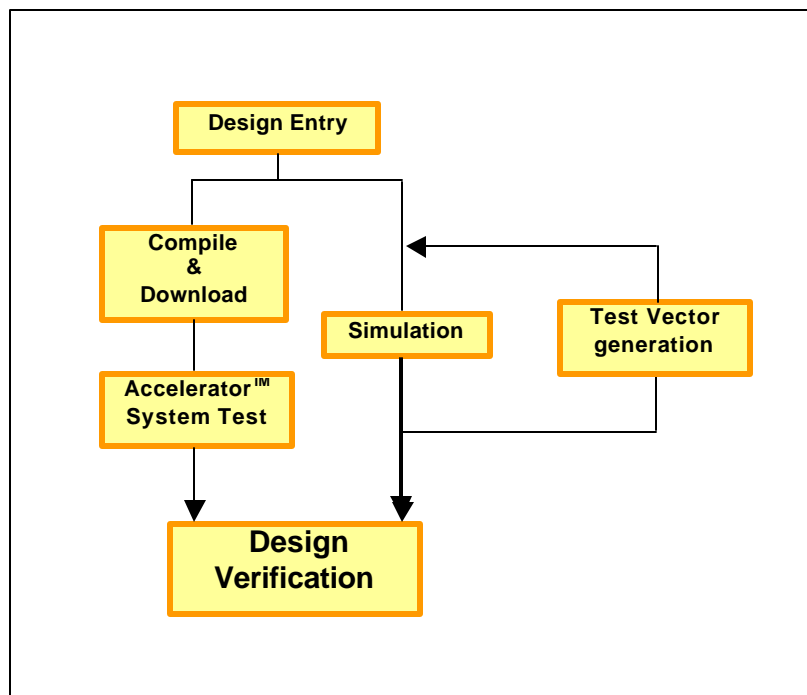 Design Entry
Compile
&
Download
Simulation
Test Vector
generation
Accelerator™
System Test
Design
Verification